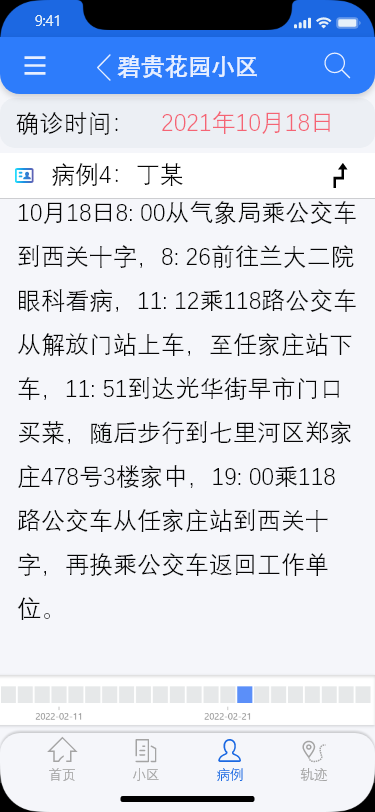 9:41
碧贵花园小区
确诊时间： 2021年10月18日
病例4：丁某
10月18日8: 00从气象局乘公交车
到西关十字，8: 26前往兰大二院
眼科看病，11: 12乘118路公交车
从解放门站上车，至任家庄站下
车，11: 51到达光华街早市门口
买菜，随后步行到七里河区郑家
庄478号3楼家中，19: 00乘118
路公交车从任家庄站到西关十
字，再换乘公交车返回工作单
位。
2022-02-11 2022-02-21
首页 小区 病例 轨迹